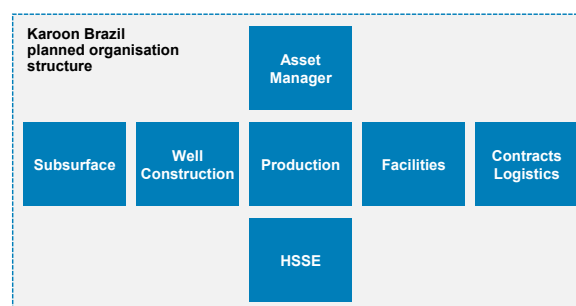 Karoon Brazil
planned organisation
structure
Asset
Manager
Subsurface
Well
Construction
Production
Facilities
Contracts
Logistics
HSSE